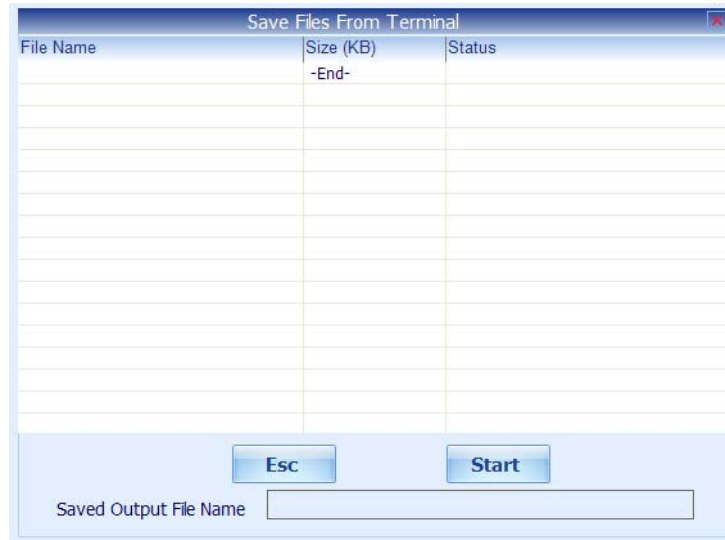 Save Files From Terminal
File Name Size (KB) Status
-End-
Esc Start
Saved Output File Name